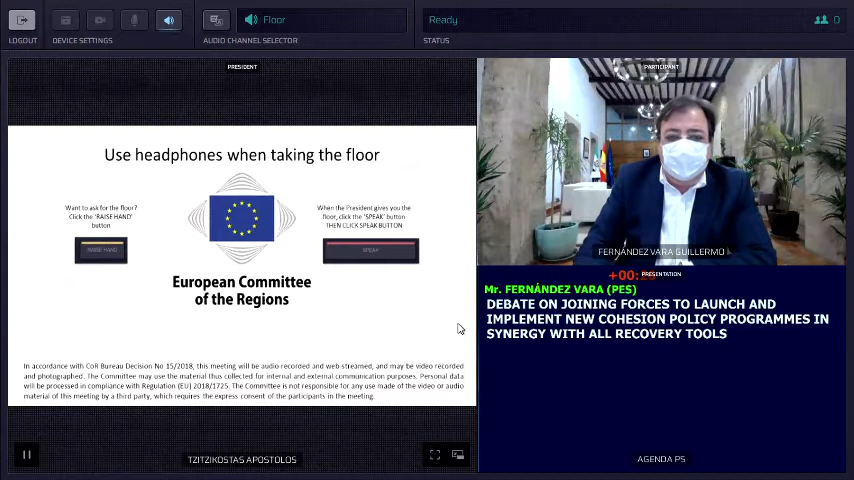 Floor
Ready
0
LOGOUT
DEVICE SETTINGS
AUDIO CHANNEL SELECTOR
STATUS
PRESIDENT
PARTICIPANT
Use headphones when taking the floor
Want to ask for the floor?
Click the 'RAISE HAND'
button
RAISE HAND
When the President gives you the
floor, click the 'SPEAK' button
THEN CLICK SPEAK BUTTON
SPEAK
European Committee
of the Regions
In accordance with CoR Bureau Decision No 15/2018, this meeting will be audio recorded and web-streamed, and may be video recorded
and photographed. The Committee may use the material thus collected for internal and external communication purposes. Personal data
will be processed in compliance with Regulation (EU) 2018/1725. The Committee is not responsible for any use made of the video or audio
material of this meeting by a third party, which requires the express consent of the participants in the meeting.
TZITZIKOSTAS APOSTOLOS
FERNÁNDEZ VARA GUILLERMO
PRESENTATION
Mr. FERNÁNDEZ VARA (PES)
DEBATE ON JOINING FORCES TO LAUNCH AND
IMPLEMENT NEW COHESION POLICY PROGRAMMES IN
SYNERGY WITH ALL RECOVERY TOOLS
AGENDA PS